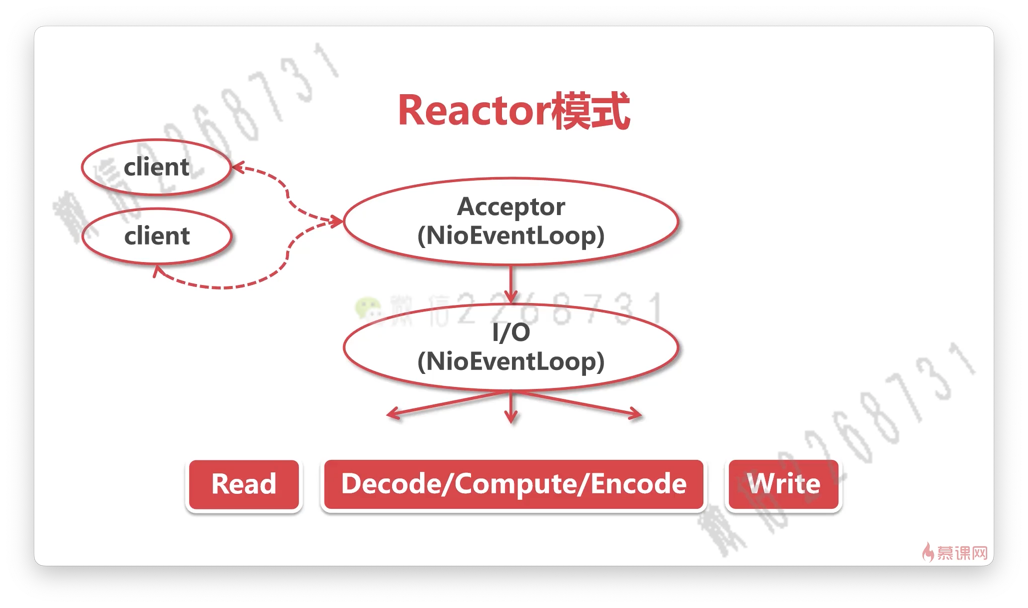 Reactor模式
client
client
Acceptor
(NioEventLoop)
I/O
(NioEventLoop)
Read
Decode/Compute/Encode
Write
微信2268731
微信2268731
微信2268731
慕课网